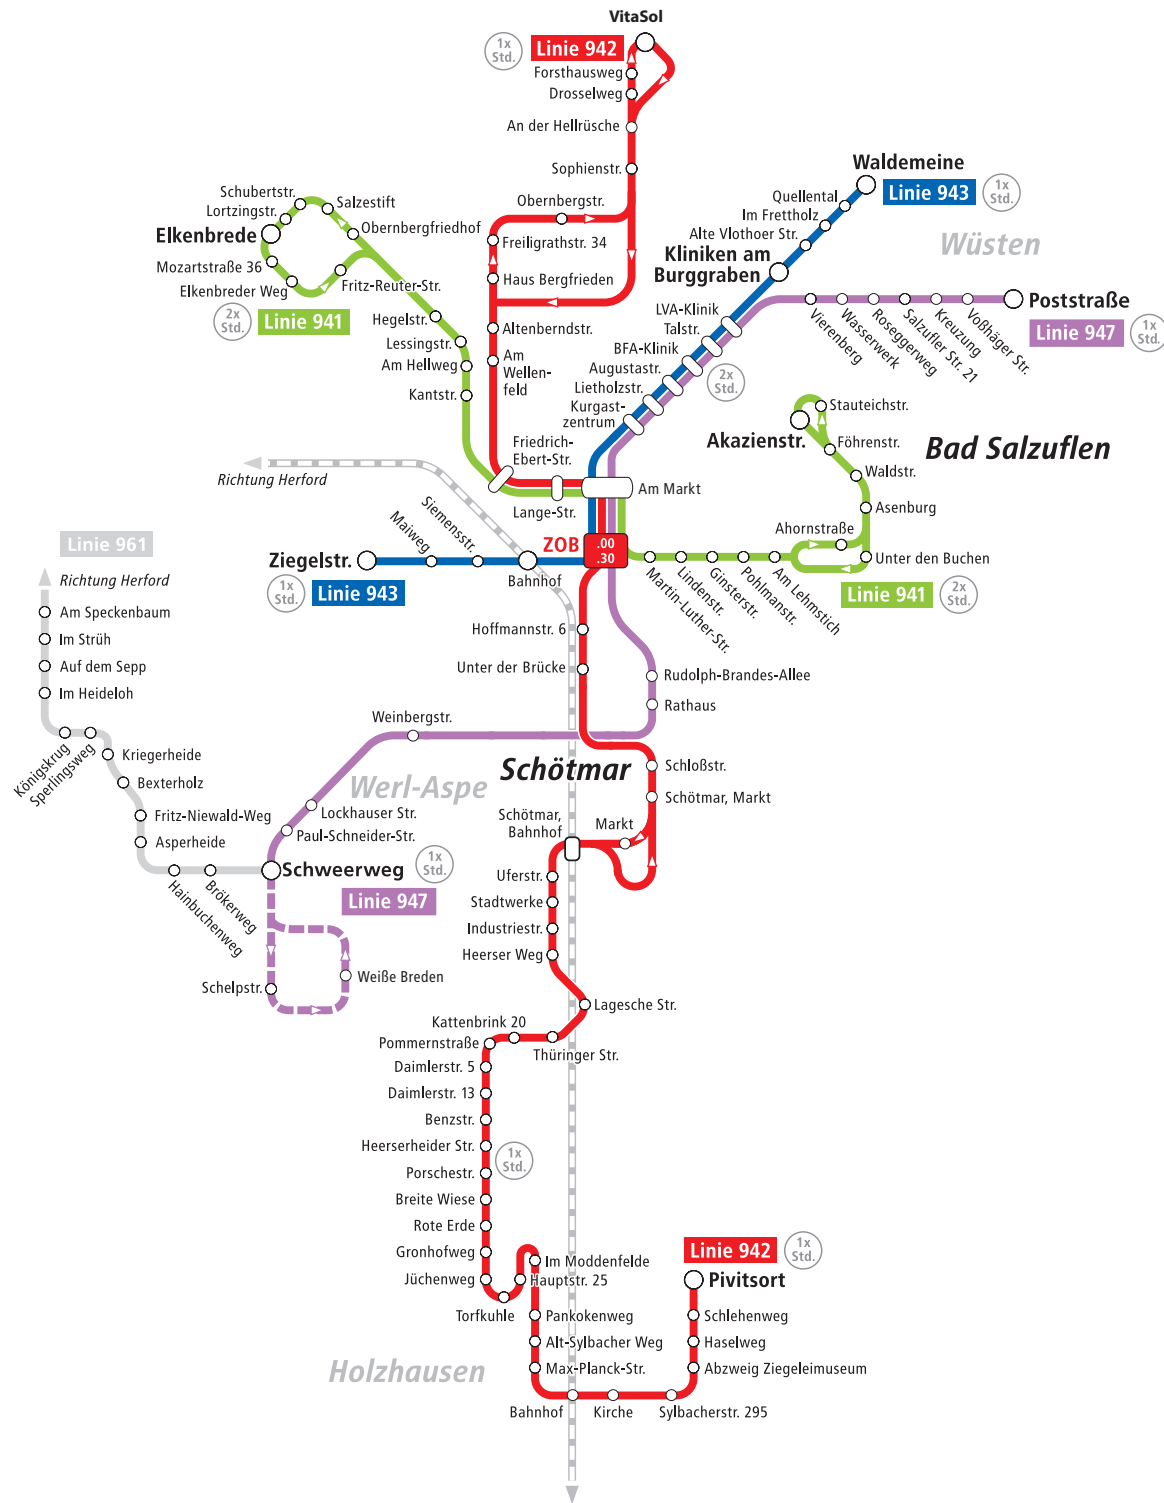 VitaSol
1x
Std.
Linie 942
Forsthausweg
Drosselweg
An der Hellrüsche
Sophienstr.
Obernbergstr.
Freiligrathstr. 34
Haus Bergfrieden
Altenberndstr.
Am
Wellen-
feld
Friedrich-
Ebert-Str.
Lange-Str.
Schubertstr.
Lortzingstr.
Salzestift
Elkenbrede
Obernbergfriedhof
Mozartstraße 36
Elkenbreder Weg
Fritz-Reuter-Str.
2x
Std.
Linie 941
Hegelstr.
Lessingstr.
Am Hellweg
Kantstr.
Waldemeine
Linie 943
1x
Std.
Quellental
Im Frettholz
Alte Vlothoer Str.
Kliniken am
Burggraben
Wüsten
LVA-Klinik
Talstr.
BFA-Klinik
Augustastr.
Lietholzstr.
Kurgast-
zentrum
2x
Std.
Poststraße
Linie 947
1x
Std.
Vierenberg
Wasserwerk
Roseggerweg
Salzufler Str. 21
Kreuzung
Voßhäger Str.
Stauteichstr.
Akazienstr.
Föhrenstr.
Bad Salzuflen
Waldstr.
Asenburg
Ahornstraße
Unter den Buchen
Linie 941
2x
Std.
Am Markt
Richtung Herford
ZOB
.00
.30
Martin-Luther-Str.
Lindenstr.
Ginsterstr.
Pohlmanstr.
Am Lehmstich
Ziegelstr.
Maiweg
Siemensstr.
Bahnhof
1x
Std.
Linie 943
Linie 961
Richtung Herford
Am Speckenbaum
Im Strüh
Auf dem Sepp
Im Heideloh
Königskrug
Sperlingsweg
Kriegerheide
Bexterholz
Fritz-Niewald-Weg
Asperheide
Hainbuchenweg
Brökerweg
Hoffmannstr. 6
Unter der Brücke
Rudolph-Brandes-Allee
Rathaus
Weinbergstr.
Werl-Aspe
Lockhauser Str.
Paul-Schneider-Str.
Schweerweg
1x
Std.
Linie 947
Schelpstr.
Weiße Breden
Schötmar
Schloßstr.
Schötmar, Markt
Schötmar,
Bahnhof
Markt
Uferstr.
Stadtwerke
Industriestr.
Heerser Weg
Lagesche Str.
Kattenbrink 20
Thüringer Str.
Pommernstraße
Daimlerstr. 5
Daimlerstr. 13
Benzstr.
Heerserheider Str.
Porschestr.
1x
Std.
Breite Wiese
Rote Erde
Gronhofweg
Jüchenweg
Torfkuhle
Im Moddenfelde
Hauptstr. 25
Pankokenweg
Alt-Sylbacher Weg
Max-Planck-Str.
Holzhausen
Bahnhof
Kirche
Sylbacherstr. 295
Linie 942
1x
Std.
Pivitsort
Schlehenweg
Haselweg
Abzweig Ziegeleimuseum